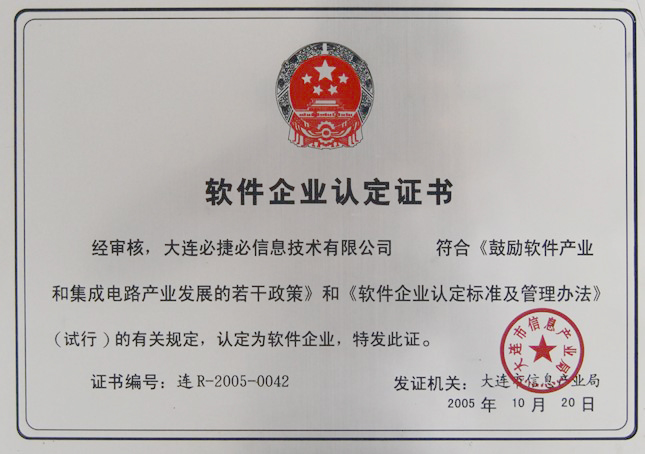 软件企业认定证书
经审核，大连必捷必信息技术有限公司 符合《鼓励软件产业
和集成电路产业发展的若干政策》和《软件企业认定标准及管理办法》
（试行）的有关规定，认定为软件企业，特发此证。
大连市信息产业局
证书编号：连 R-2005-0042 发证机关：大连市信息产业局
2005 年 10 月 20 日